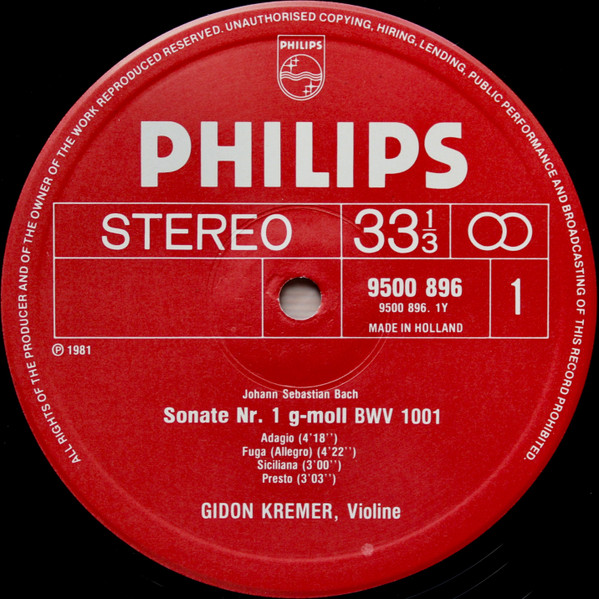 ALL RIGHTS OF THE PRODUCER AND OF THE OWNER OF THE WORK REPRODUCED RESERVED. UNAUTHORISED COPYING, HIRING, LENDING, PUBLIC PERFORMANCE AND BROADCASTING OF THIS RECORD PROHIBITED.
PHILIPS
PHILIPS
STEREO 33 1/3
9500 896 1
9500 896. 1Y
MADE IN HOLLAND
℗ 1981
Johann Sebastian Bach
Sonate Nr. 1 g-moll BWV 1001
Adagio (4'18'')
Fuga (Allegro) (4'22'')
Siciliana (3'00'')
Presto (3'03'')
GIDON KREMER, Violine